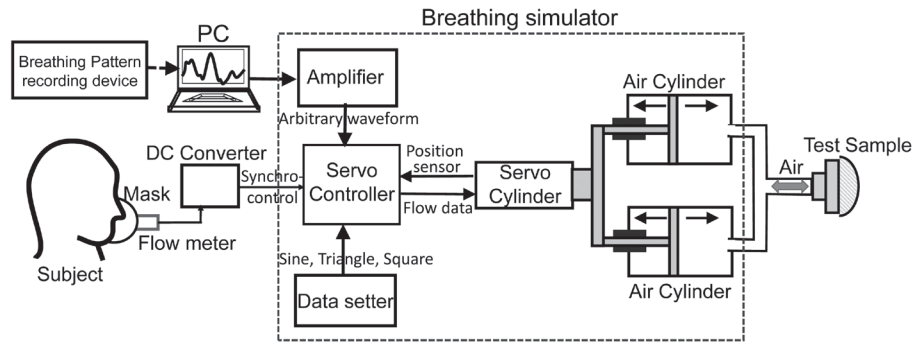 Breathing simulator
PC
Breathing Pattern
recording device
Amplifier
Air Cylinder
Arbitrary waveform
DC Converter
Servo
Controller
Position
sensor
Servo
Cylinder
Test Sample
Air
Mask
Synchro-
control
Flow data
Flow meter
Subject
Sine, Triangle, Square
Data setter
Air Cylinder